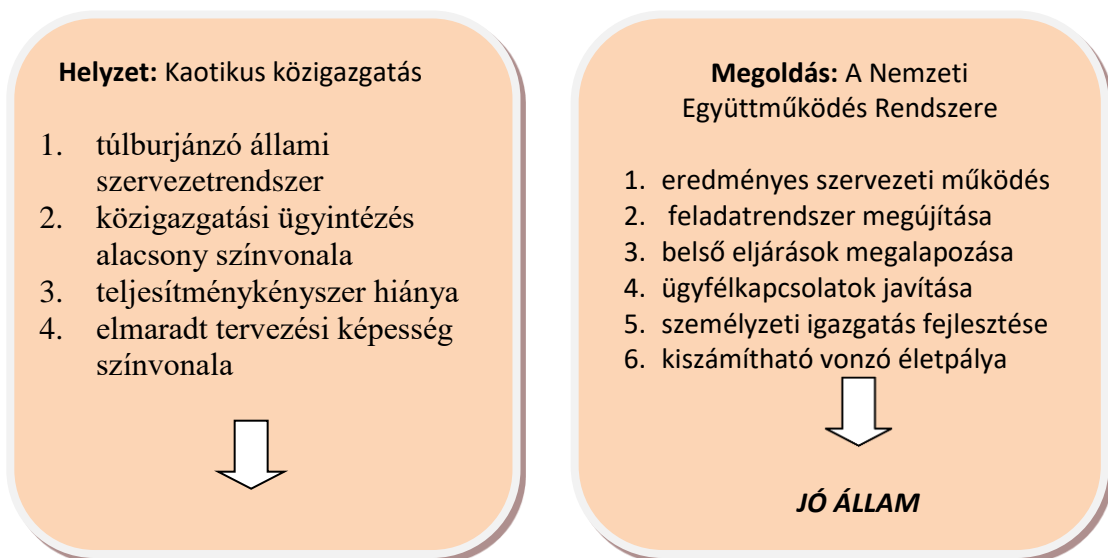 Helyzet: Kaotikus közigazgatás
1. túlburjánzó állami
szervezetrendszer
2. közigazgatási ügyintézés
alacsony színvonala
3. teljesítménykényszer hiánya
4. elmaradt tervezési képesség
színvonala
Megoldás: A Nemzeti
Együttműködés Rendszere
1. eredményes szervezeti működés
2. feladatrendszer megújítása
3. belső eljárások megalapozása
4. ügyfélkapcsolatok javítása
5. személyzeti igazgatás fejlesztése
6. kiszámítható vonzó életpálya
JÓ ÁLLAM